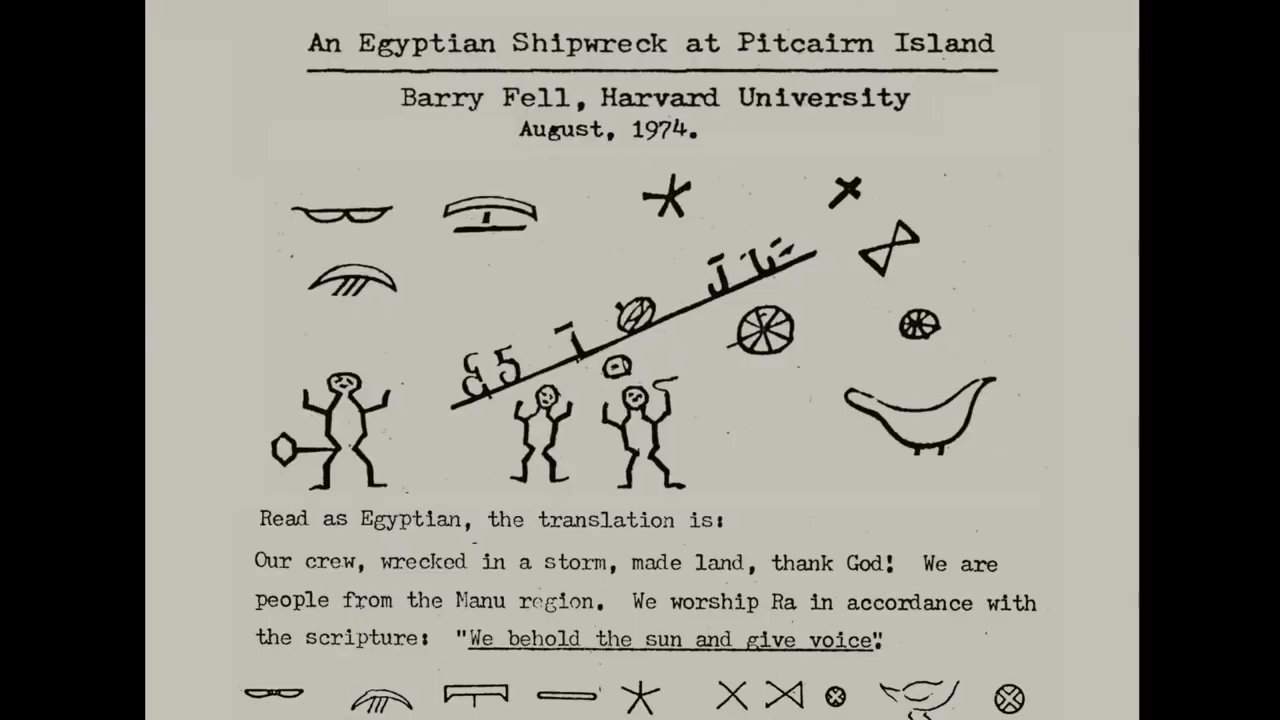 An Egyptian Shipwreck at Pitcairn Island
Barry Fell, Harvard University
August, 1974.
Read as Egyptian, the translation is:
Our crew, wrecked in a storm, made land, thank God! We are
people from the Manu region. We worship Ra in accordance with
the scripture: "We behold the sun and give voice".